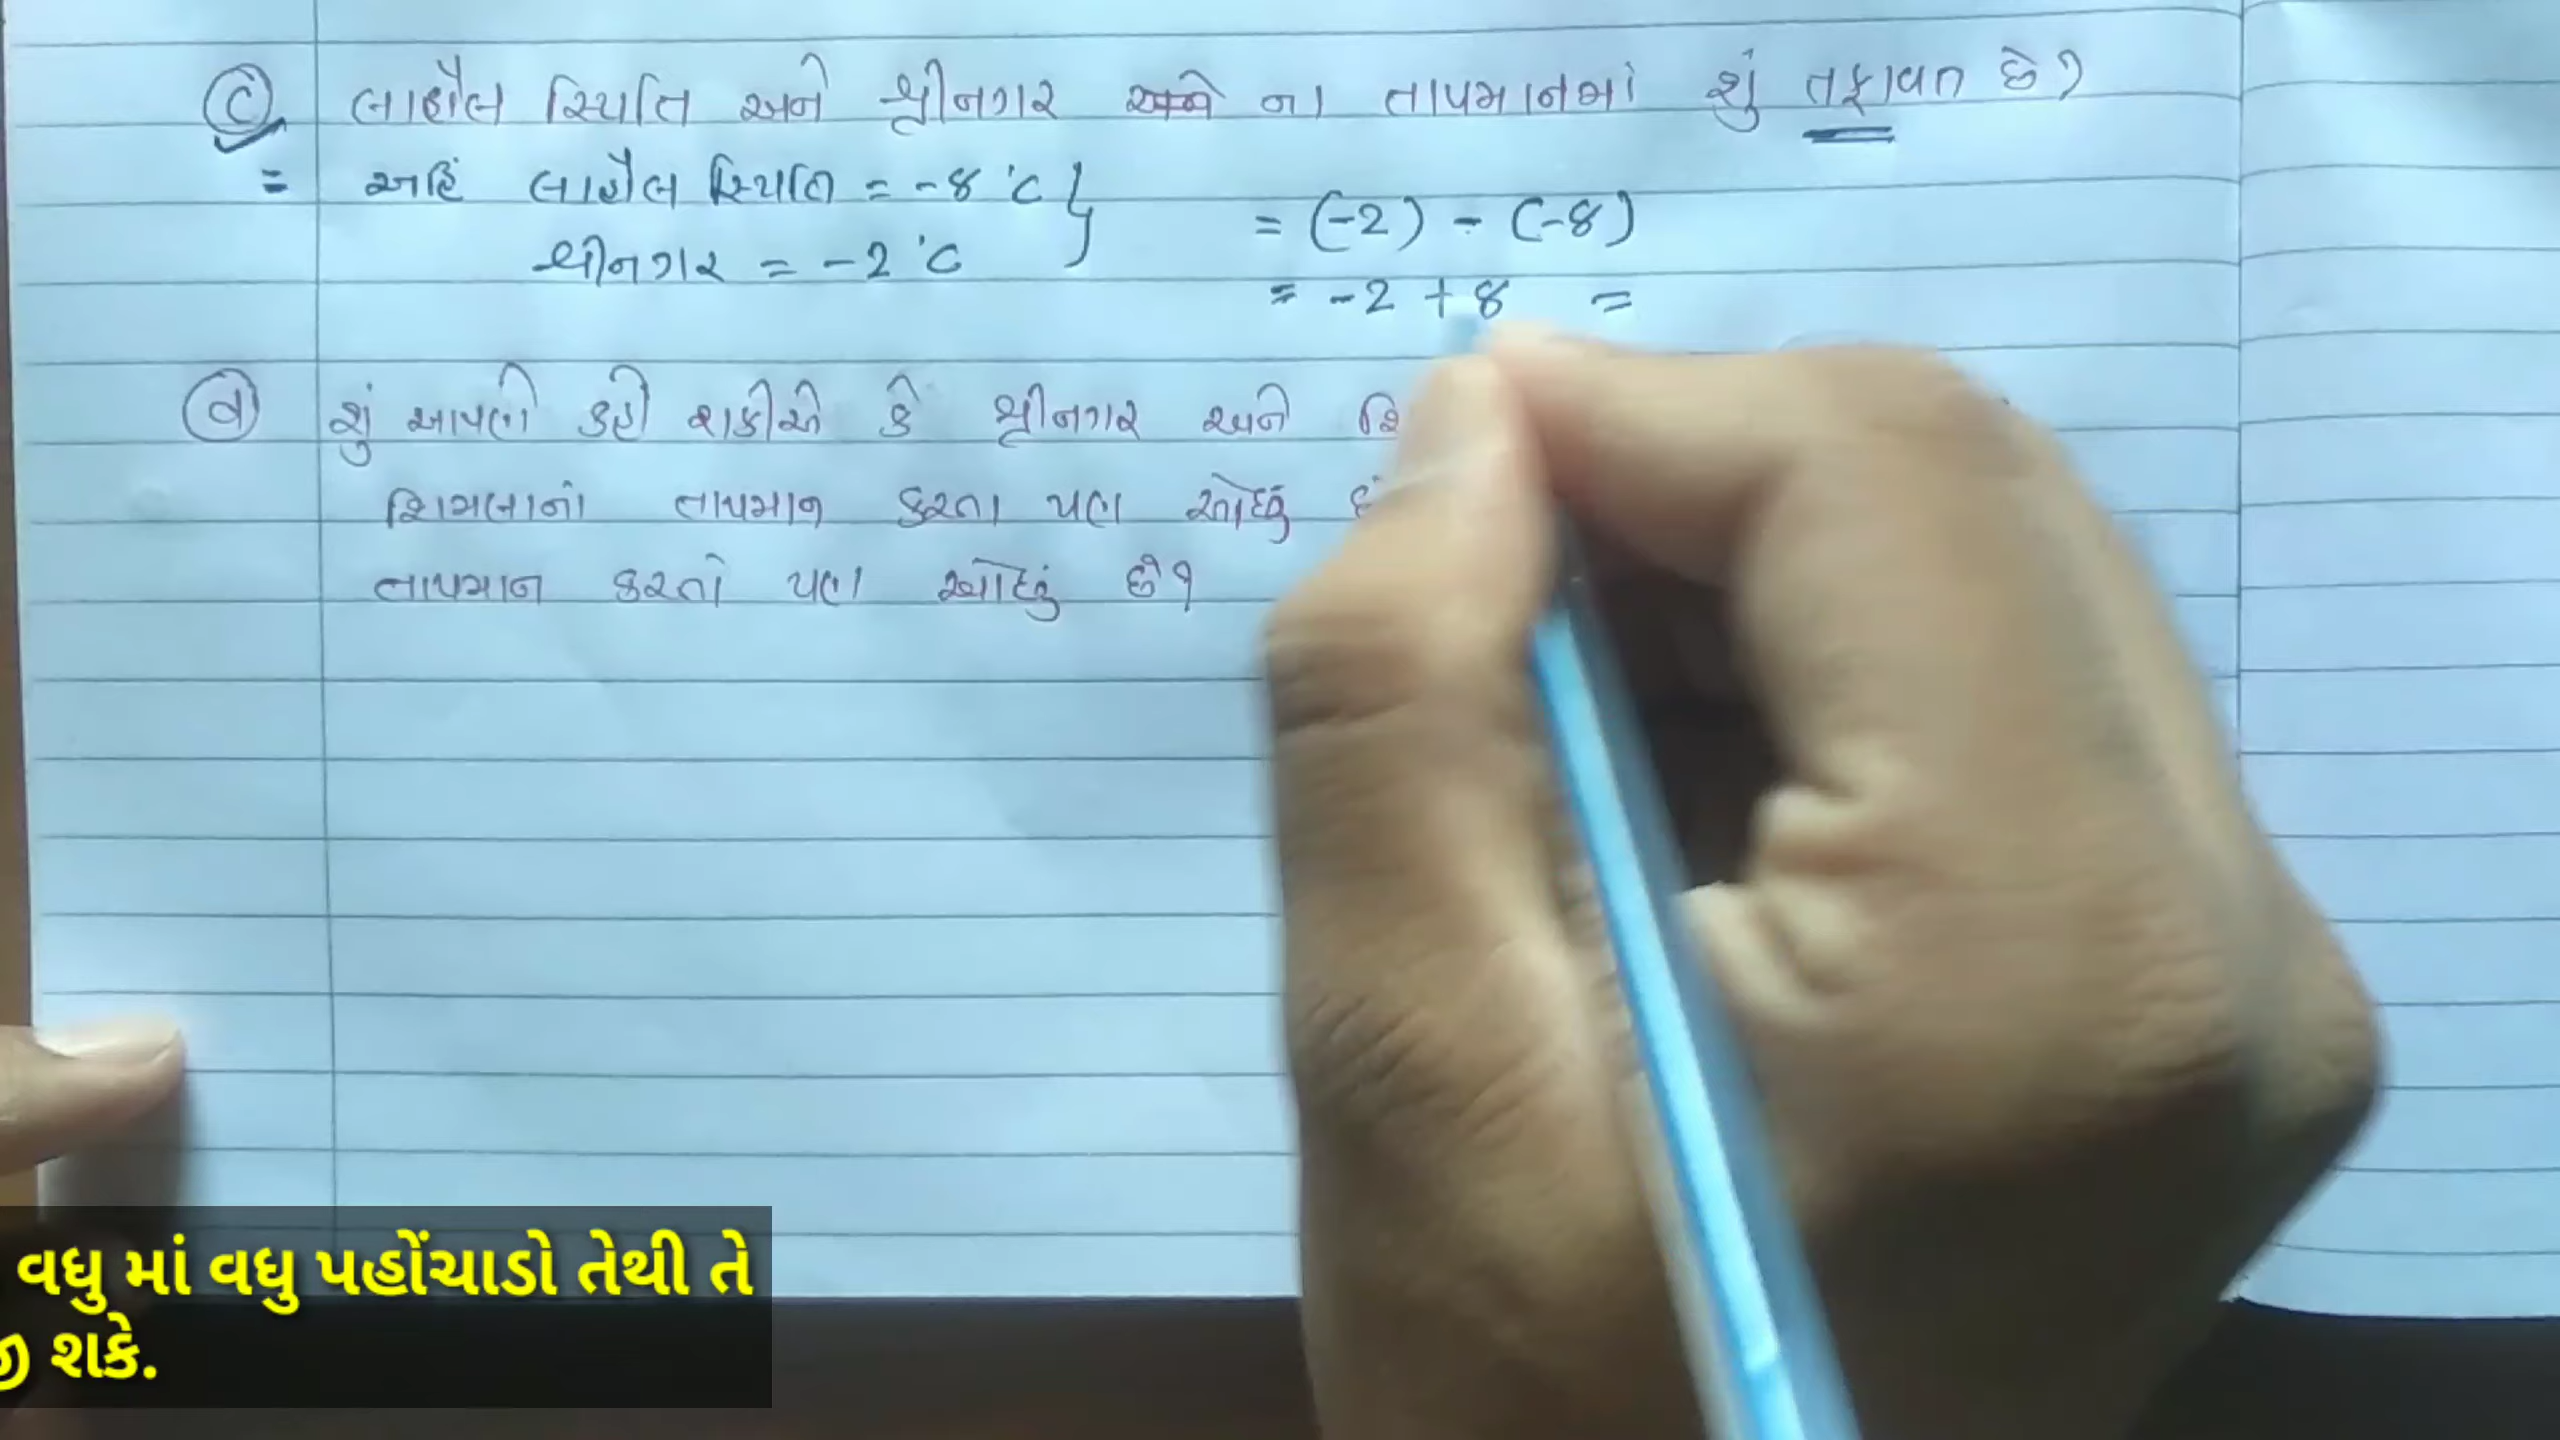 c લાહૌલ સ્થિતિ અને શ્રીનગર અને ના તાપમાનમાં શું તફાવત છે?
= અહિં લાહૌલ સ્થિતિ = -8 °C } = (-2) - (-8)
શ્રીનગર = -2 °C
= -2 + 8 =
d શું આપણે કહી શકીએ કે શ્રીનગર અને
શિમલાનાં તાપમાન કરતા પણ ઓછું
તાપમાન કરતાં પણ ઓછું છે?
વધુ માં વધુ પહોંચાડો તેથી તે
શકે.